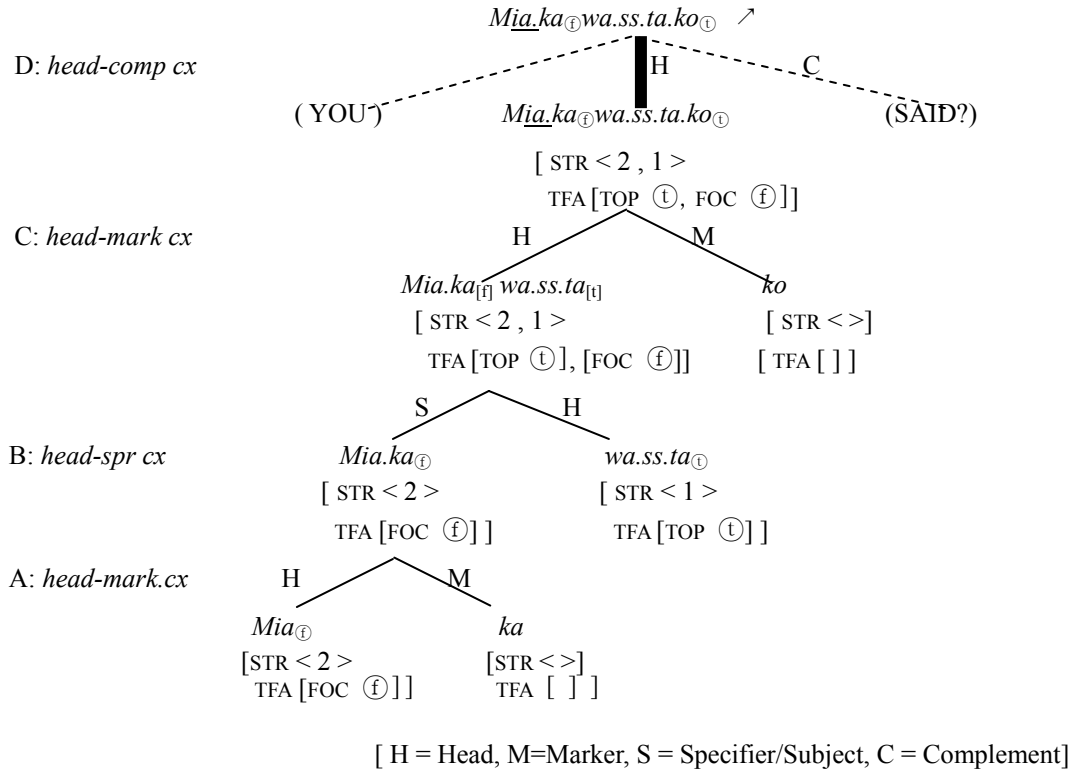 Mia.kaⓕwa.ss.ta.koⓣ ↗
D: head-comp cx H C
( YOU ) Mia.kaⓕwa.ss.ta.koⓣ (SAID?)
[ STR < 2 , 1 >
TFA [TOP ⓣ, FOC ⓕ]]
C: head-mark cx H M
Mia.ka[f] wa.ss.ta[t] ko
[ STR < 2 , 1 > [ STR < >]
TFA [TOP ⓣ], [FOC ⓕ]] [ TFA [ ] ]
S H
B: head-spr cx Mia.kaⓕ wa.ss.taⓣ
[ STR < 2 > [ STR < 1 >
TFA [FOC ⓕ] ] TFA [TOP ⓣ] ]
A: head-mark.cx H M
Miaⓕ ka
[STR < 2 > [STR < >]
TFA [FOC ⓕ] ] TFA [ ] ]
[ H = Head, M=Marker, S = Specifier/Subject, C = Complement]